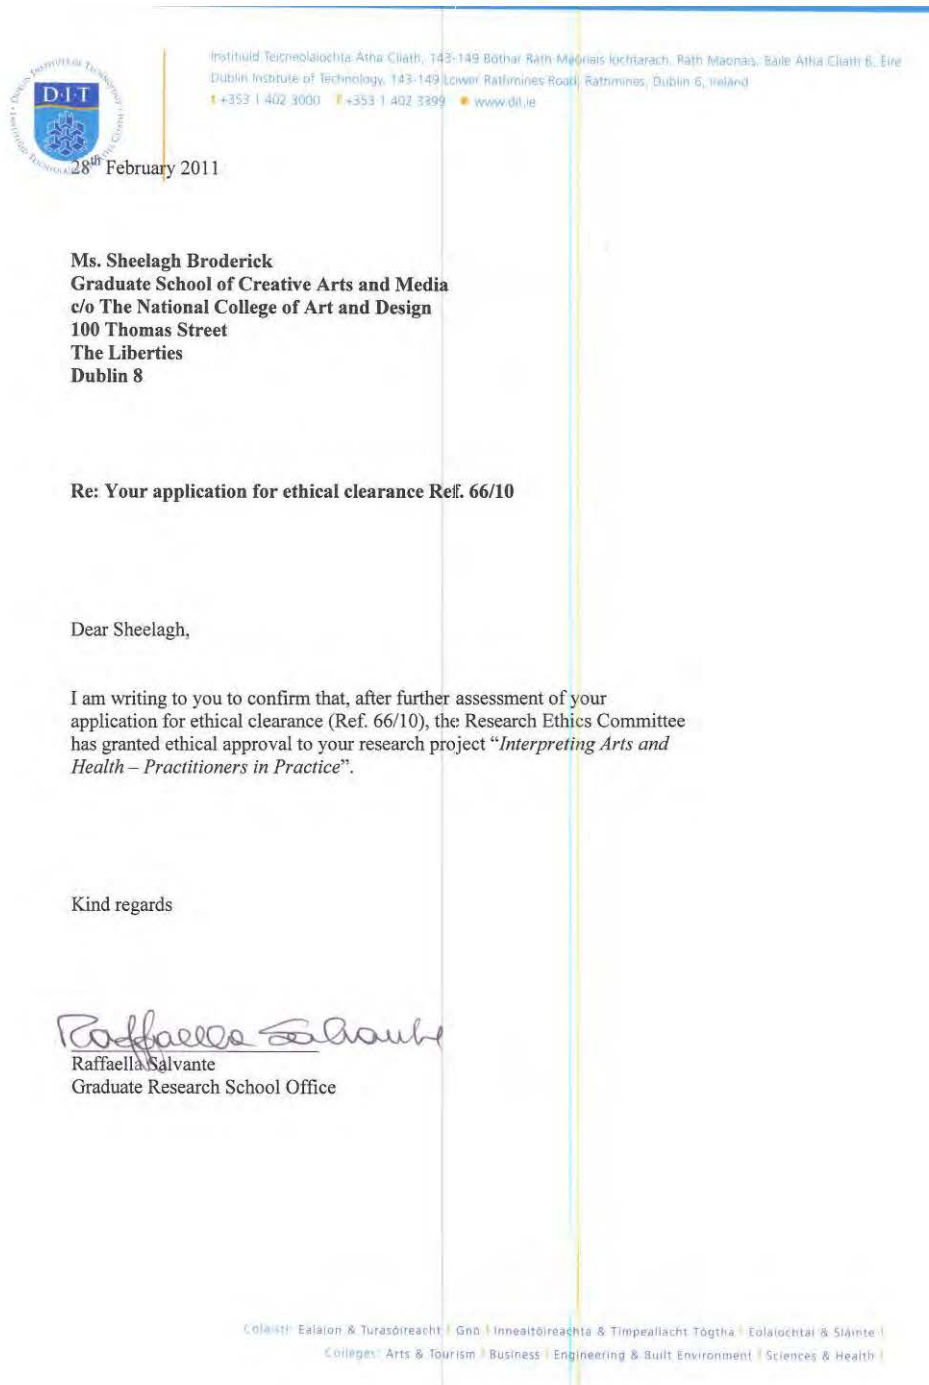 Institiúid Teicneolaíochta Átha Cliath, 143-149 Bóthar Rath Maonais Íochtarach, Rath Maonais, Baile Átha Cliath 6, Éire
Dublin Institute of Technology, 143-149 Lower Rathmines Road, Rathmines, Dublin 6, Ireland
t +353 1 402 3000 F +353 1 402 3399 www.dit.ie
D·I·T
28th February 2011
Ms. Sheelagh Broderick
Graduate School of Creative Arts and Media
c/o The National College of Art and Design
100 Thomas Street
The Liberties
Dublin 8
Re: Your application for ethical clearance Ref. 66/10
Dear Sheelagh,
I am writing to you to confirm that, after further assessment of your
application for ethical clearance (Ref. 66/10), the Research Ethics Committee
has granted ethical approval to your research project “Interpreting Arts and
Health – Practitioners in Practice”.
Kind regards
Raffaella Salvante
Raffaella Salvante
Graduate Research School Office
Coláistí: Ealaíon & Turasóireacht | Gnó | Innealtóireachta & Timpeallacht Tógtha | Eolaíochtaí & Sláinte |
Colleges: Arts & Tourism | Business | Engineering & Built Environment | Sciences & Health |